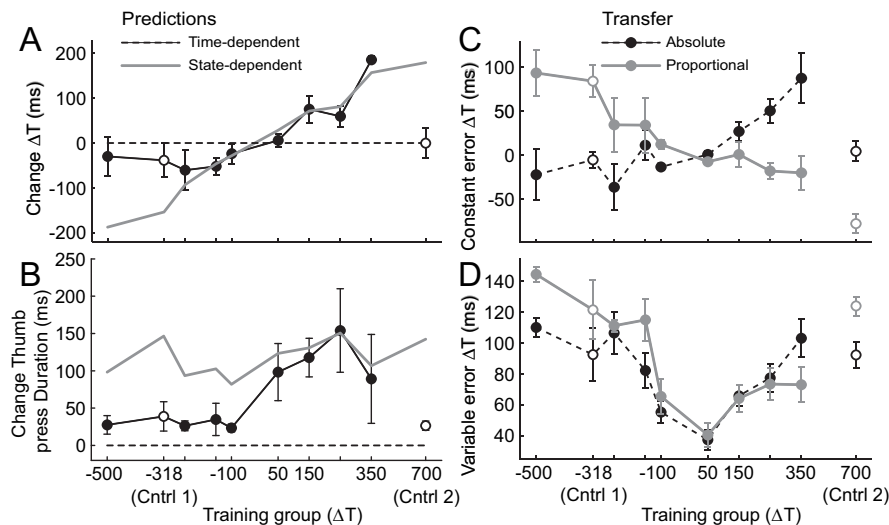 Predictions
Time-dependent
State-dependent
A
Change ΔT (ms)
200
100
0
-100
-200
B
Change Thumb
press Duration (ms)
250
200
150
100
50
0
-500
-318
-100
50
150
350
700
(Cntrl 1)
(Cntrl 2)
Training group (ΔT)
Transfer
Absolute
Proportional
C
Constant error ΔT (ms)
100
50
0
-50
D
Variable error ΔT (ms)
140
120
100
80
60
40
-500
-318
-100
50
150
350
700
(Cntrl 1)
(Cntrl 2)
Training group (ΔT)